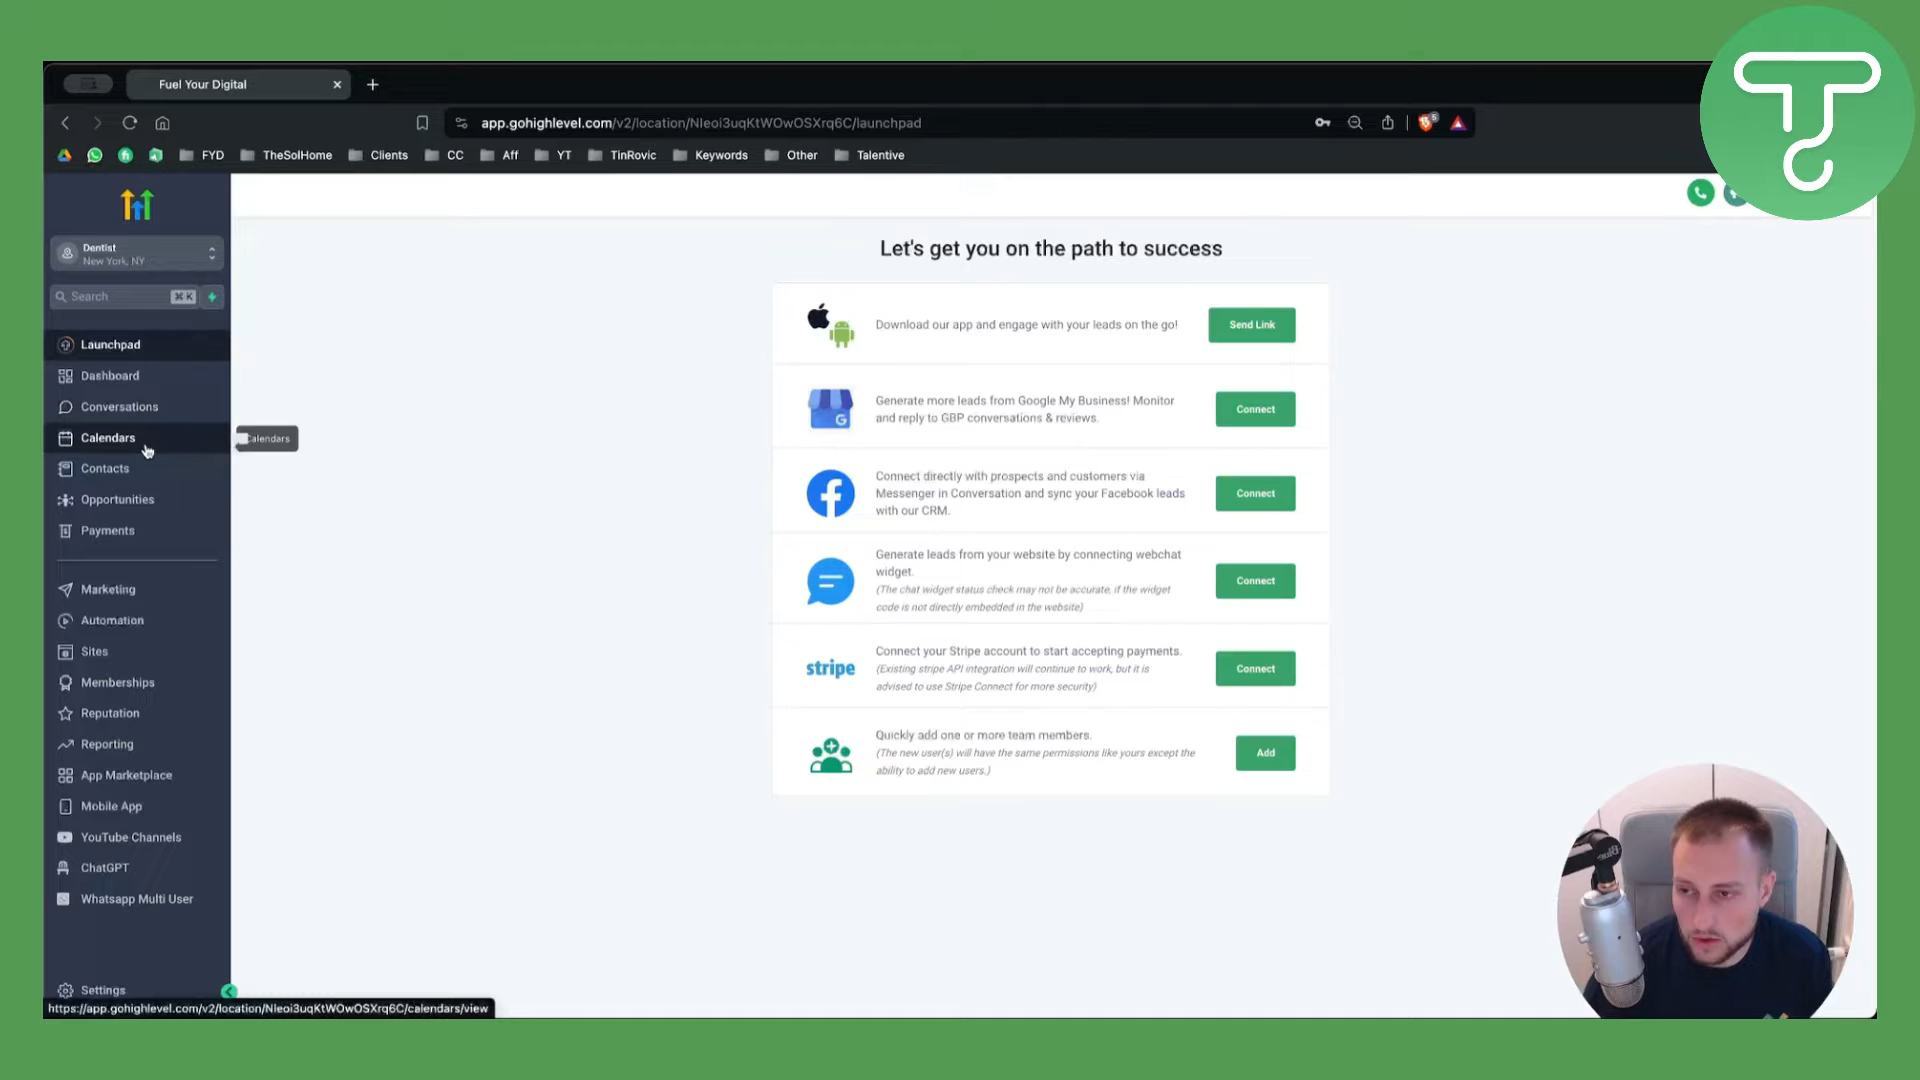 Fuel Your Digital
app.gohighlevel.com/v2/location/Nleoi3uqKtWOwOSXrq6C/launchpad
5
FYD
TheSolHome
Clients
CC
Aff
YT
TinRovic
Keywords
Other
Talentive
Dentist
New York, NY
Search
⌘ K
Launchpad
Dashboard
Conversations
Calendars
Calendars
Contacts
Opportunities
Payments
Marketing
Automation
Sites
Memberships
Reputation
Reporting
App Marketplace
Mobile App
YouTube Channels
ChatGPT
Whatsapp Multi User
Settings
https://app.gohighlevel.com/v2/location/Nleoi3uqKtWOwOSXrq6C/calendars/view
Let's get you on the path to success
Download our app and engage with your leads on the go!
Send Link
Generate more leads from Google My Business! Monitor
and reply to GBP conversations & reviews.
Connect
Connect directly with prospects and customers via
Messenger in Conversation and sync your Facebook leads
with our CRM.
Connect
Generate leads from your website by connecting webchat
widget.
(The chat widget status check may not be accurate, if the widget
code is not directly embedded in the website)
Connect
stripe
Connect your Stripe account to start accepting payments.
(Existing stripe API integration will continue to work, but it is
advised to use Stripe Connect for more security)
Connect
Quickly add one or more team members.
(The new user(s) will have the same permissions like yours except the
ability to add new users.)
Add
Blue